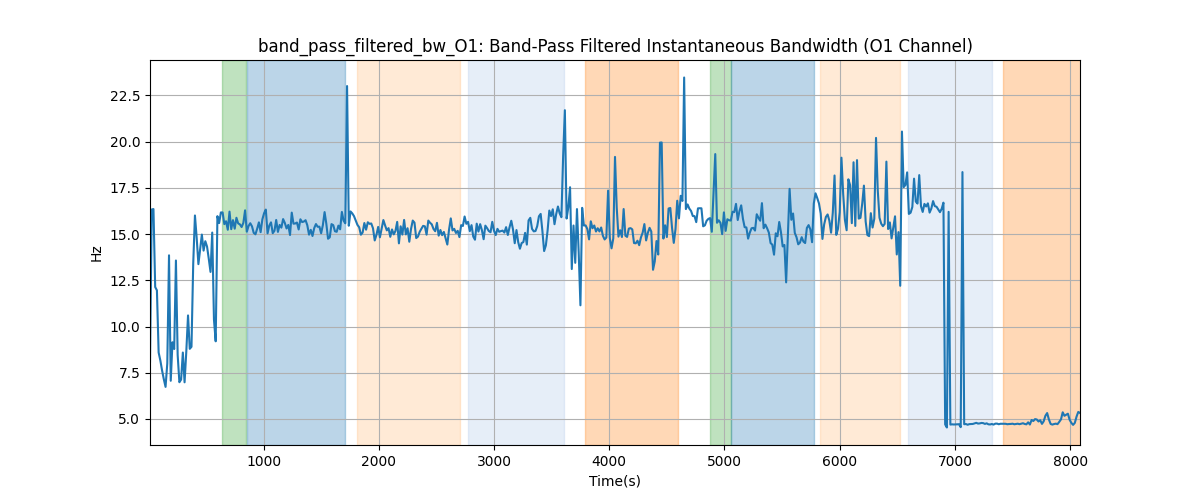 band_pass_filtered_bw_O1: Band-Pass Filtered Instantaneous Bandwidth (O1 Channel)
22.5
20.0
17.5
15.0
12.5
10.0
7.5
5.0
Hz
1000 2000 3000 4000 5000 6000 7000 8000
Time(s)